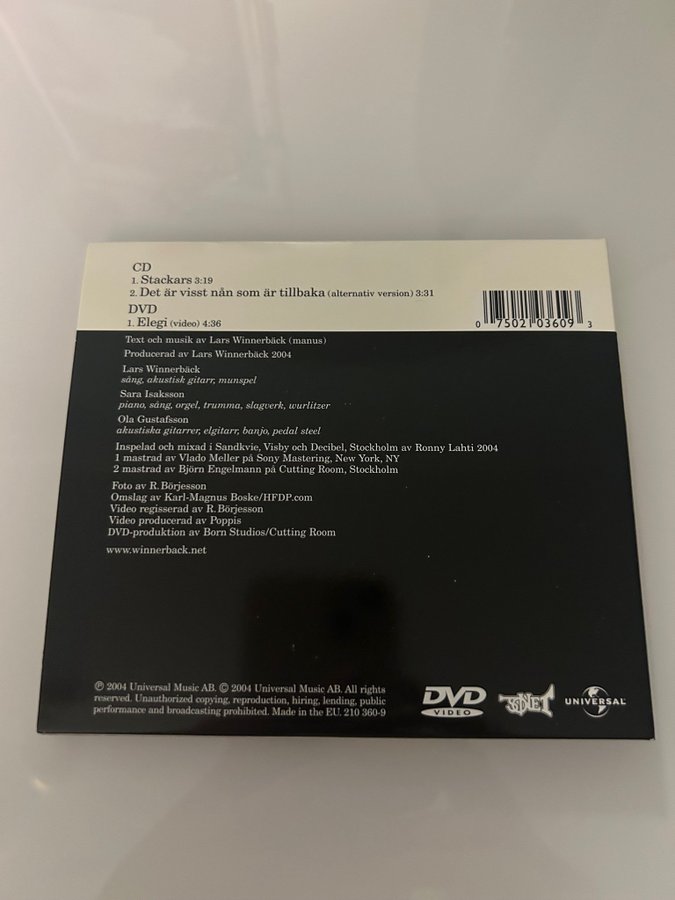 CD
1. Stackars 3:19
2. Det är visst nån som är tillbaka (alternativ version) 3:31
DVD
1. Elegi (video) 4:36
0 75021 03609 3
Text och musik av Lars Winnerbäck (manus)
Producerad av Lars Winnerbäck 2004
Lars Winnerbäck
sång, akustisk gitarr, munspel
Sara Isaksson
piano, sång, orgel, trumma, slagverk, wurlitzer
Ola Gustafsson
akustiska gitarrer, elgitarr, banjo, pedal steel
Inspelad och mixad i Sandkvie, Visby och Decibel, Stockholm av Ronny Lahti 2004
1 mastrad av Vlado Meller på Sony Mastering, New York, NY
2 mastrad av Björn Engelmann på Cutting Room, Stockholm
Foto av R. Börjesson
Omslag av Karl-Magnus Boske/HFDP.com
Video regisserad av R. Börjesson
Video producerad av Poppis
DVD-produktion av Born Studios/Cutting Room
www.winnerback.net
℗ 2004 Universal Music AB. © 2004 Universal Music AB. All rights
reserved. Unauthorized copying, reproduction, hiring, lending, public
performance and broadcasting prohibited. Made in the EU. 210 360-9
DVD
VIDEO
UNIVERSAL